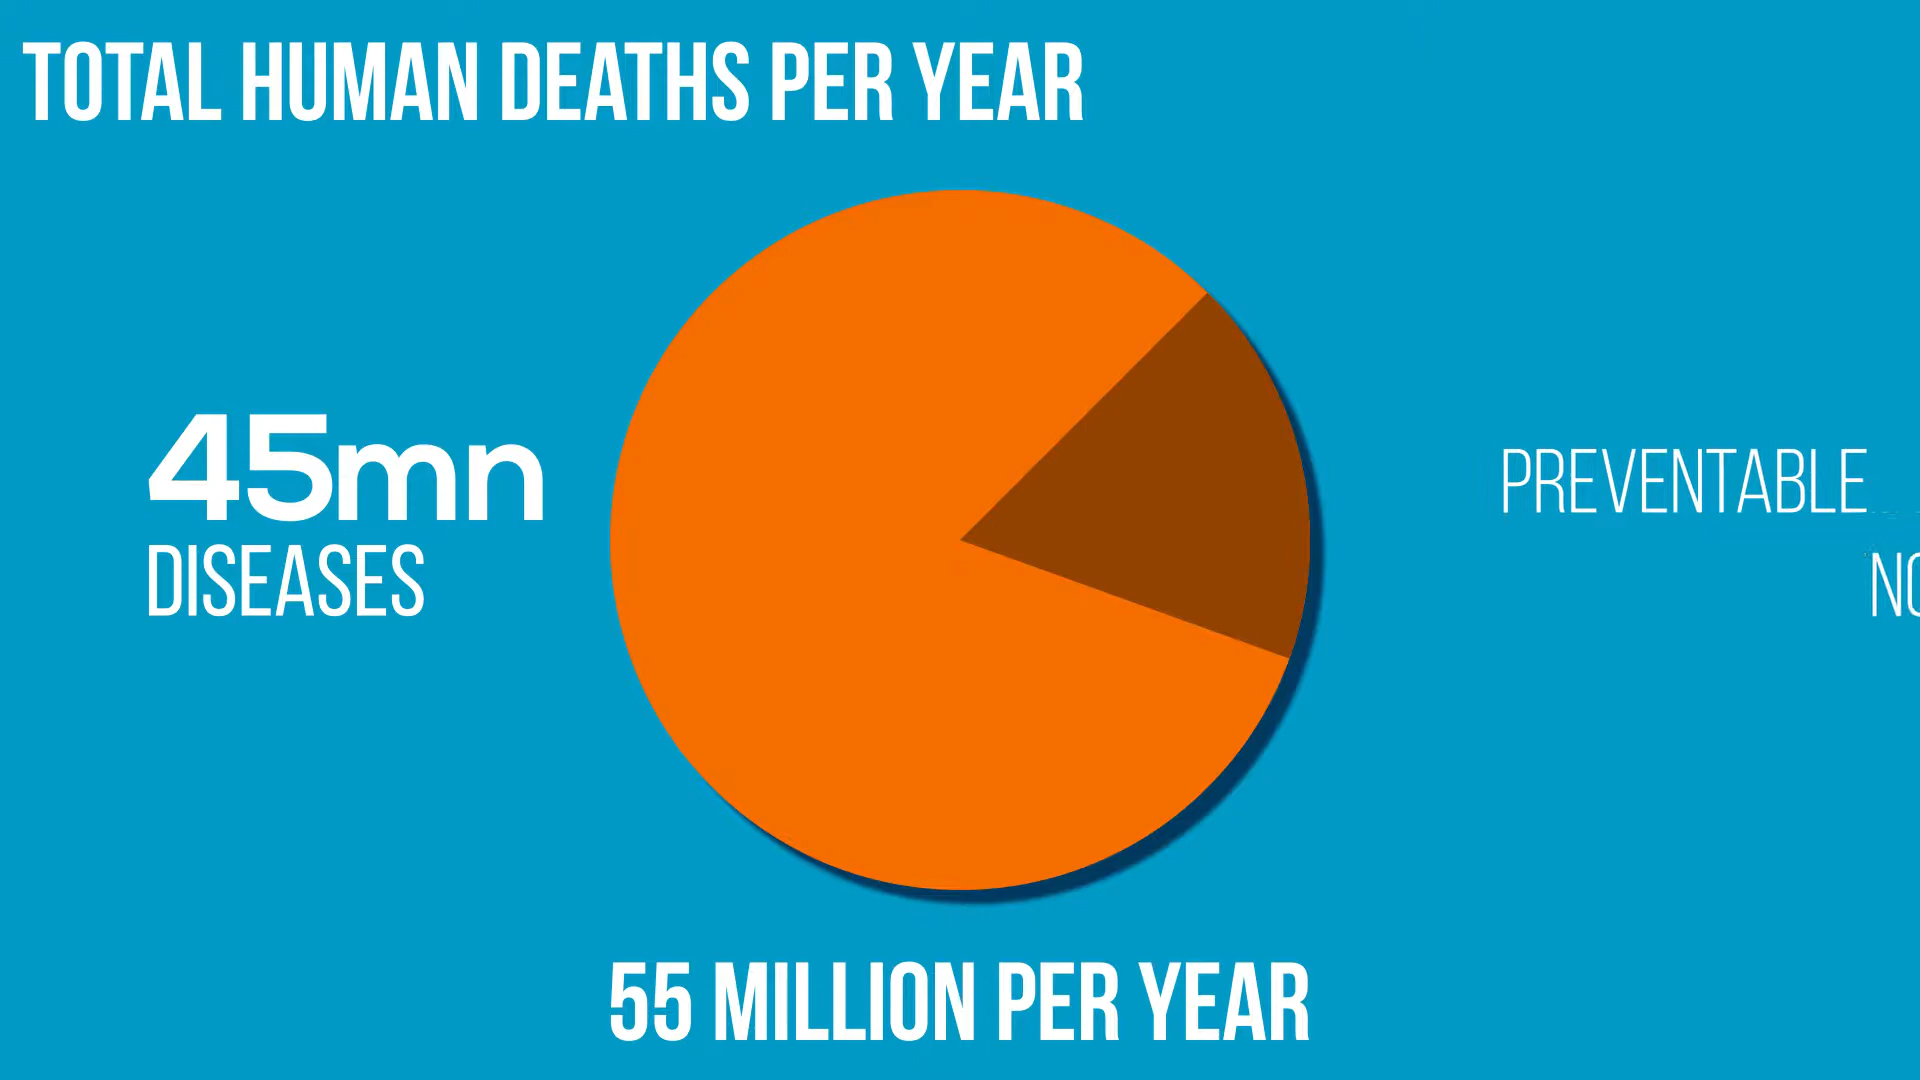 TOTAL HUMAN DEATHS PER YEAR
45mn
DISEASES
PREVENTABLE
55 MILLION PER YEAR